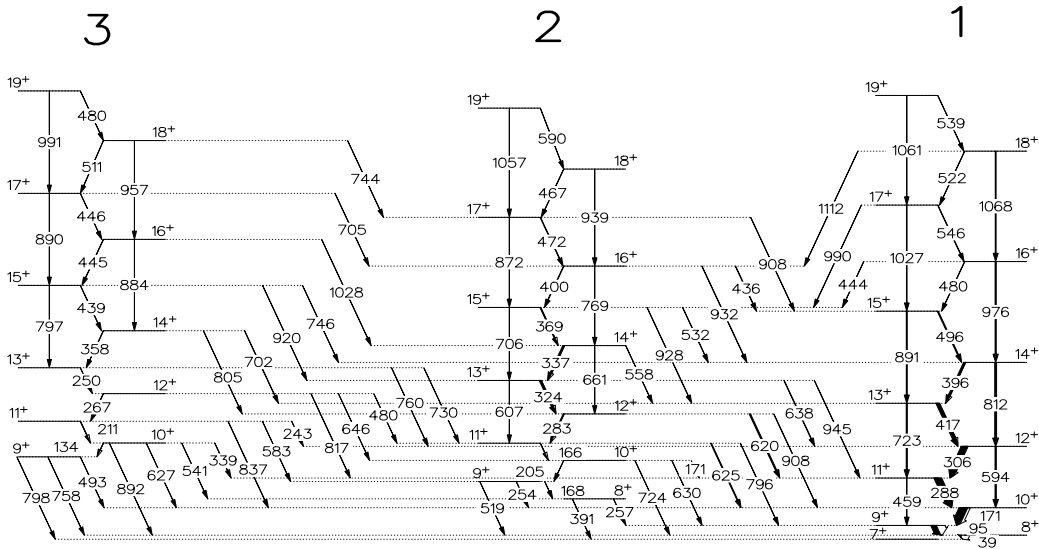 3 2 1
19+ 19+ 19+
480 590 539
991 18+ 1057 18+ 1061 18+
511 957 744 467 939 522 1068
17+ 17+ 17+
446 705 472 1112 546
890 16+ 872 16+ 990 1027 16+
445 884 1028 400 769 908 436 444 480 976
15+ 15+ 15+
439 746 369 532 932 496
797 14+ 920 706 14+ 928 891 14+
358 702 337 558 396 812
13+ 805 13+ 661 13+
250 12+ 760 730 324 12+ 638 945 417
267 480 607 283 723
11+ 211 243 646 11+ 620 12+
134 10+ 583 817 166 10+ 908 306
9+ 339 9+ 171 11+
798 758 493 892 627 541 837 205 168 8+ 724 630 625 796 459 288 594 10+
519 254 391 257 171
9+ 95 8+
7+ 39